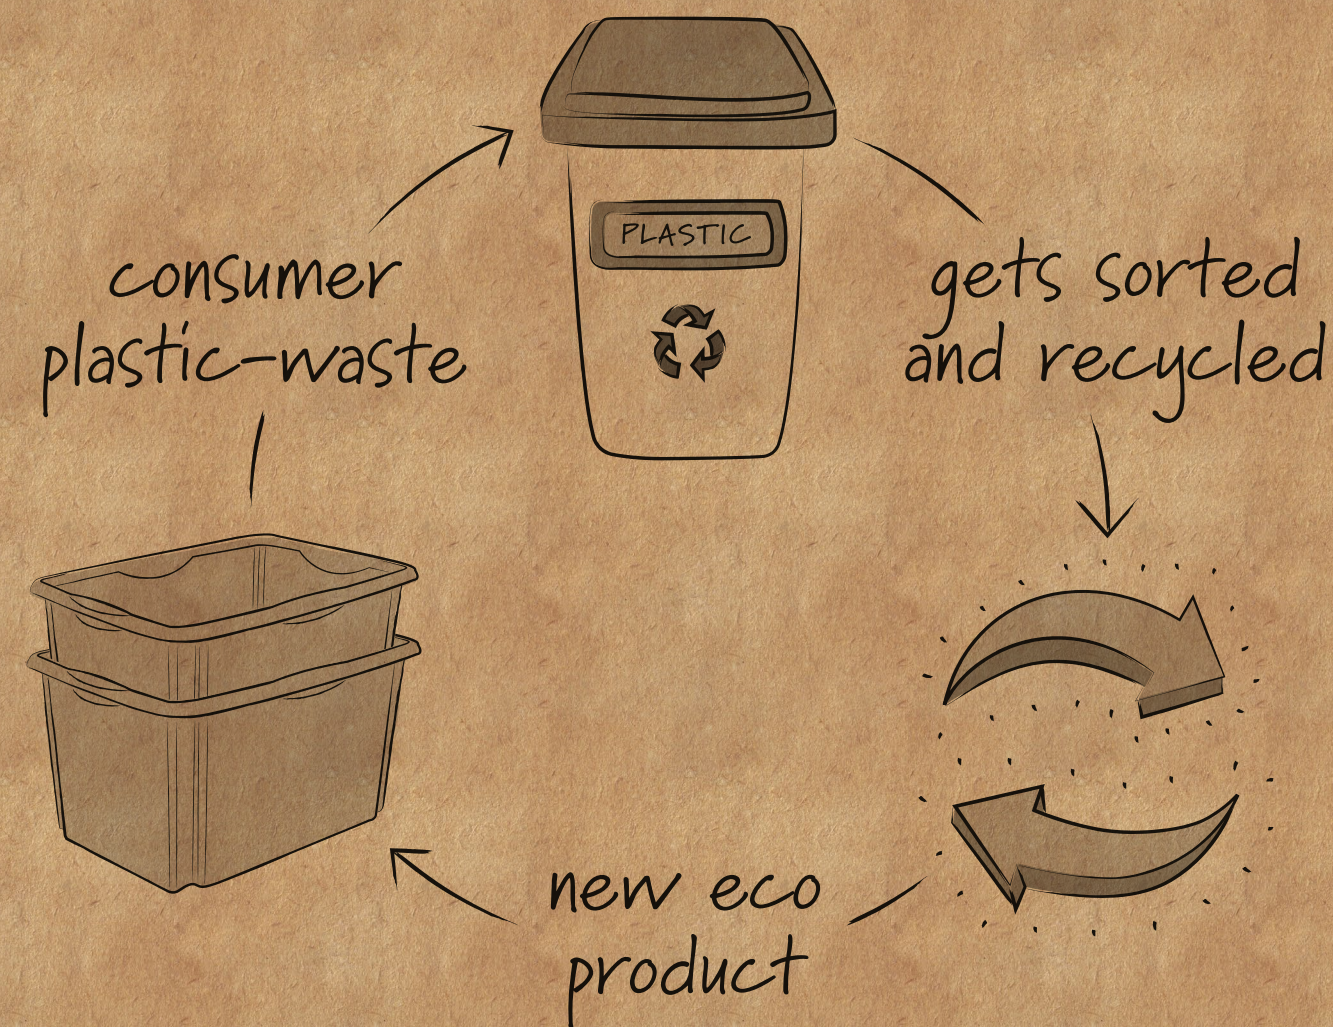 PLASTIC
consumer
plastic-waste
gets sorted
and recycled
new eco
product